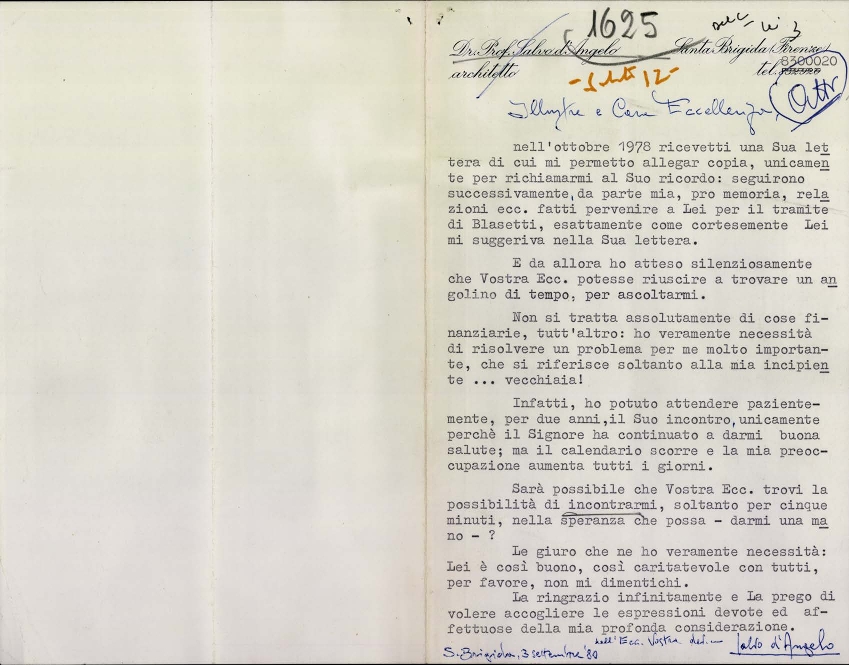 1625
Dr. Prof. Salvo d'Angelo Santa Brigida (Firenze)
8300020
architetto tel.
Illustre e Cara Eccellenza,
nell'ottobre 1978 ricevetti una Sua let
tera di cui mi permetto allegar copia, unicamen
te per richiamarmi al Suo ricordo: seguirono
successivamente,da parte mia, pro memoria, rela
zioni ecc. fatti pervenire a Lei per il tramite
di Blasetti, esattamente come cortesemente Lei
mi suggeriva nella Sua lettera.
E da allora ho atteso silenziosamente
che Vostra Ecc. potesse riuscire a trovare un an
golino di tempo, per ascoltarmi.
Non si tratta assolutamente di cose fi-
nanziarie, tutt'altro: ho veramente necessità
di risolvere un problema per me molto importan-
te, che si riferisce soltanto alla mia incipien
te ... vecchiaia!
Infatti, ho potuto attendere paziente-
mente, per due anni,il Suo incontro,unicamente
perchè il Signore ha continuato a darmi buona
salute; ma il calendario scorre e la mia preoc-
cupazione aumenta tutti i giorni.
Sarà possibile che Vostra Ecc. trovi la
possibilità di incontrarmi, soltanto per cinque
minuti, nella speranza che possa - darmi una ma
no - ?
Le giuro che ne ho veramente necessità:
Lei è così buono, così caritatevole con tutti,
per favore, non mi dimentichi.
La ringrazio infinitamente e La prego di
volere accogliere le espressioni devote ed af-
fettuose della mia profonda considerazione.
dell'Ecc. Vostra dev.
S. Brigida, 3 settembre '80 Salvo d'Angelo